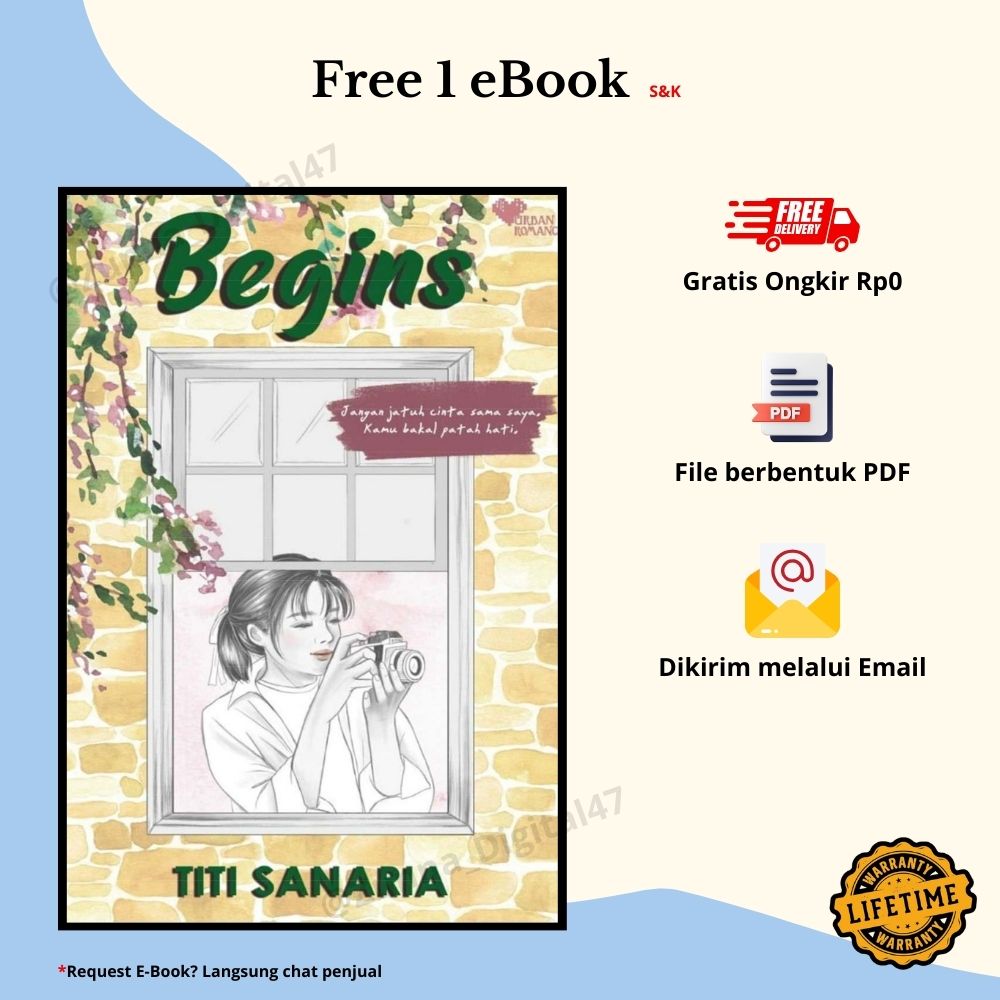 Free 1 eBook S&K
Begins
URBAN
ROMANC
Jangan jatuh cinta sama saya.
Kamu bakal patah hati.
TITI SANARIA
FREE
DELIVERY
Gratis Ongkir Rp0
PDF
File berbentuk PDF
@
Dikirim melalui Email
WARRANTY
LIFETIME
WARRANTY
*Request E-Book? Langsung chat penjual